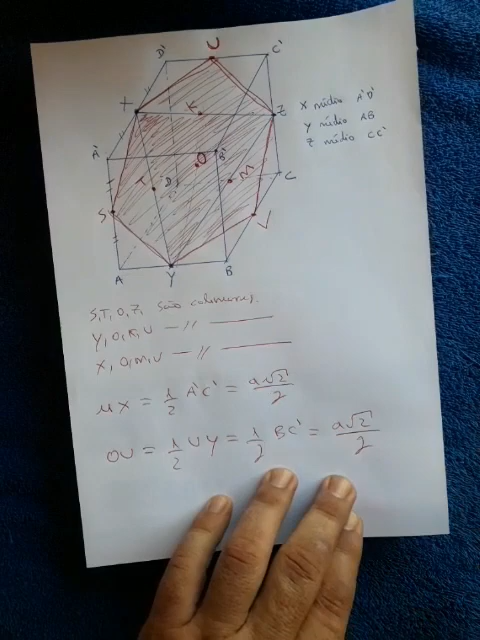 D'
U
C'
X
K
Z
X médio A'D'
Y médio AB
Z médio CC'
A'
O
B'
T
D
M
C
S
V
A
Y
B
S, T, O, Z, são colineares.
Y, O, K, U — // ———
X, O, M, V — // ———
UX = 1/2 A'C' = a√2/2
OU = 1/2 UY = 1/2 BC' = a√2/2